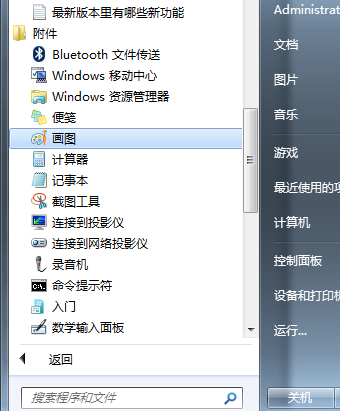 最新版本里有哪些新功能
附件
Bluetooth 文件传送
Windows 移动中心
Windows 资源管理器
便笺
画图
计算器
记事本
截图工具
连接到投影仪
连接到网络投影仪
录音机
命令提示符
入门
数学输入面板
返回
搜索程序和文件
Administrat
文档
图片
音乐
游戏
最近使用的项
计算机
控制面板
设备和打印机
运行...
关机